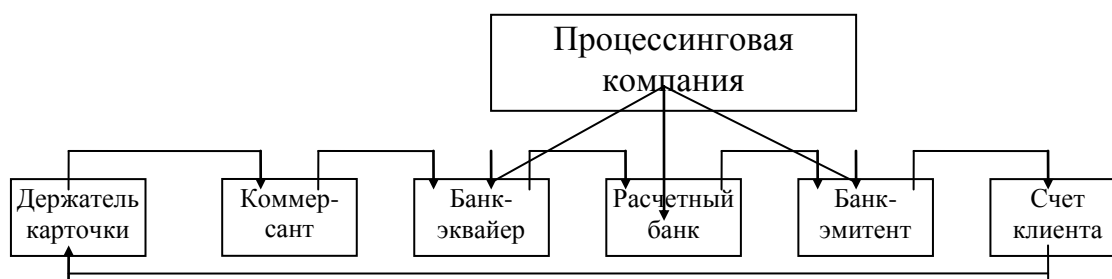 Процессинговая
компания
Держатель
карточки
Коммер-
сант
Банк-
эквайер
Расчетный
банк
Банк-
эмитент
Счет
клиента